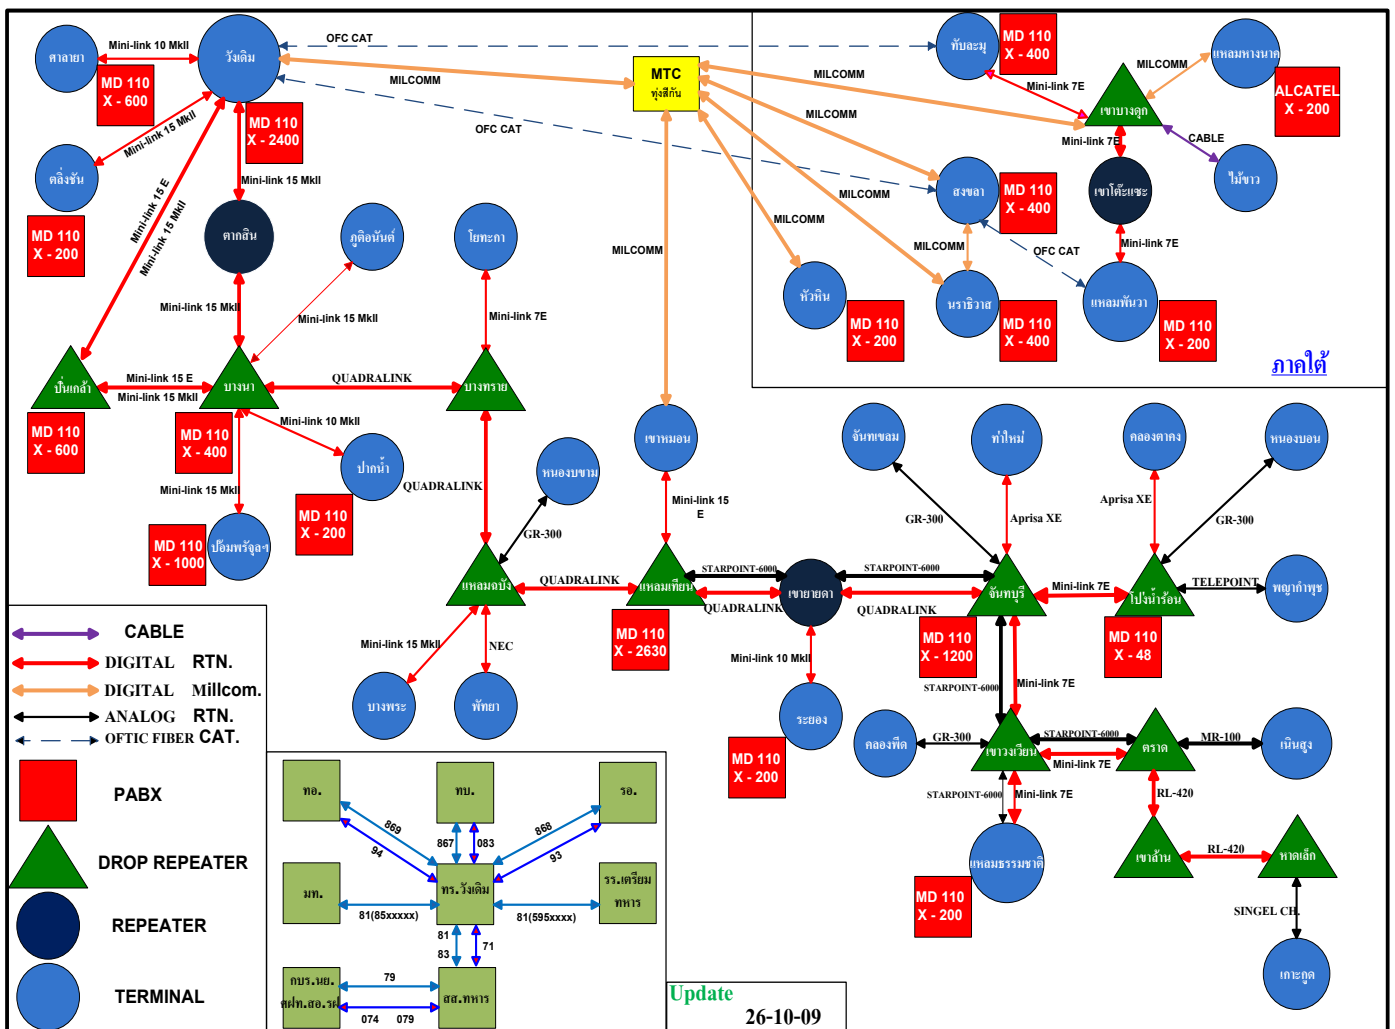 ศาลายา
Mini-link 10 MkII
วังเดิม
OFC CAT
MILCOMM
MTC
ทุ่งสีกัน
ทับละมุ
MD 110
X - 400
Mini-link 7E
MILCOMM
แหลมหางนาค
ALCATEL
X - 200
เขาบางดุก
CABLE
ไม้ขาว
Mini-link 7E
เขาโต๊ะแซะ
Mini-link 7E
แหลมพันวา
MD 110
X - 200
MD 110
X - 600
MD 110
X - 2400
Mini-link 15 MkII
ตลิ่งชัน
MD 110
X - 200
Mini-link 15 MkII
OFC CAT
MILCOMM
MILCOMM
MILCOMM
MILCOMM
MILCOMM
สงขลา
MD 110
X - 400
MILCOMM
OFC CAT
นราธิวาส
MD 110
X - 400
หัวหิน
MD 110
X - 200
ภาคใต้
Mini-link 15 E
Mini-link 15 MkII
ตากสิน
ภูติอนันต์
โยทะกา
Mini-link 15 MkII
Mini-link 15 MkII
Mini-link 7E
ปิ่นเกล้า
Mini-link 15 E
Mini-link 15 MkII
บางนา
QUADRALINK
บางทราย
MD 110
X - 600
MD 110
X - 400
Mini-link 10 MkII
ปากน้ำ
MD 110
X - 200
Mini-link 15 MkII
MD 110
X - 1000
ป้อมพระจุลฯ
QUADRALINK
หนองบขาม
GR-300
แหลมฉบัง
QUADRALINK
Mini-link 15 MkII
NEC
บางพระ
พัทยา
เขาหมอน
Mini-link 15
E
แหลมเทียน
MD 110
X - 2630
STARPOINT-6000
QUADRALINK
เขายายดา
STARPOINT-6000
QUADRALINK
Mini-link 10 MkII
ระยอง
MD 110
X - 200
จันทเขลม
GR-300
ท่าใหม่
Aprisa XE
จันทบุรี
MD 110
X - 1200
Mini-link 7E
คลองตาคง
Aprisa XE
หนองบอน
GR-300
โป่งน้ำร้อน
MD 110
X - 48
TELEPOINT
พญากำพุช
STARPOINT-6000
Mini-link 7E
คลองพืด
GR-300
เขาวงเวียน
STARPOINT-6000
Mini-link 7E
ตราด
MR-100
เนินสูง
STARPOINT-6000
Mini-link 7E
แหลมธรรมชาติ
MD 110
X - 200
RL-420
เขาล้าน
RL-420
หาดเล็ก
SINGEL CH.
เกาะกูด
CABLE
DIGITAL RTN.
DIGITAL Millcom.
ANALOG RTN.
OFTIC FIBER CAT.
PABX
DROP REPEATER
REPEATER
TERMINAL
ทอ.
ทบ.
รอ.
869
94
867
083
868
93
มท.
81(85xxxxx)
ทร.วังเดิม
81(595xxxx)
รร.เตรียม
ทหาร
81
83
71
กบร.นย.
ศฝท.สอ.รฝ
79
074 079
สส.ทหาร
Update
26-10-09